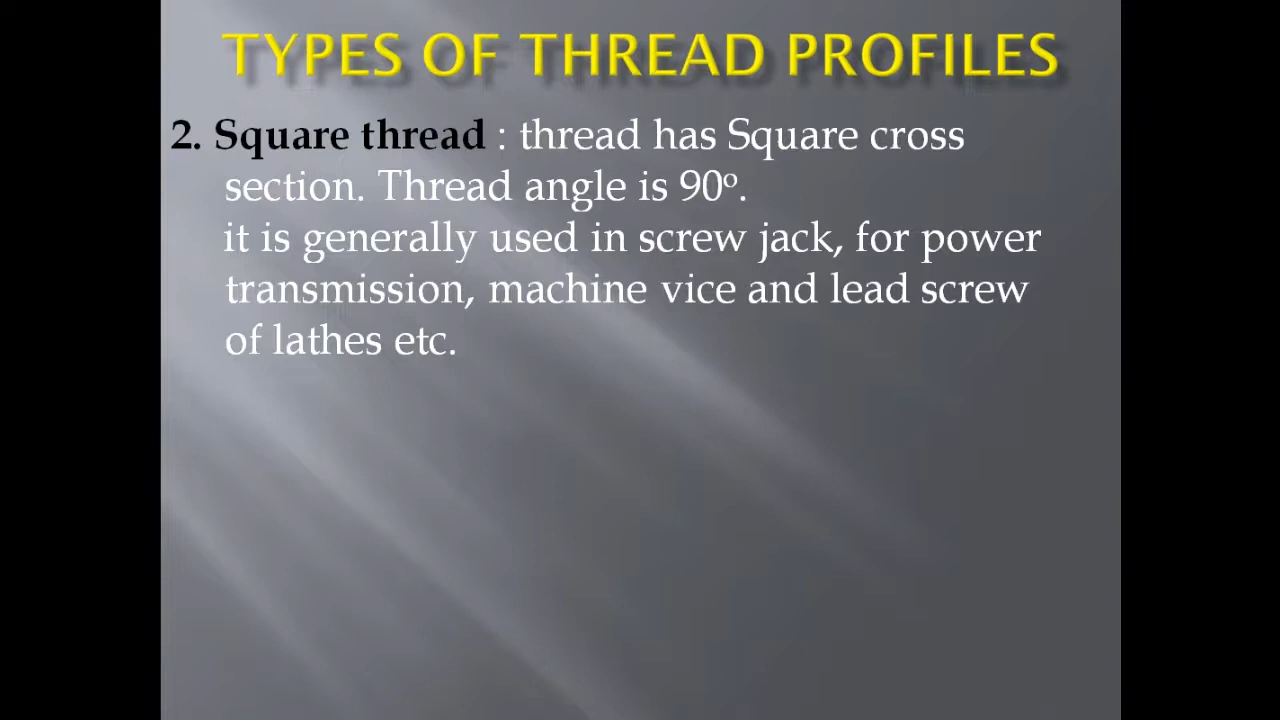 TYPES OF THREAD PROFILES
2. Square thread : thread has Square cross
section. Thread angle is 90º.
it is generally used in screw jack, for power
transmission, machine vice and lead screw
of lathes etc.